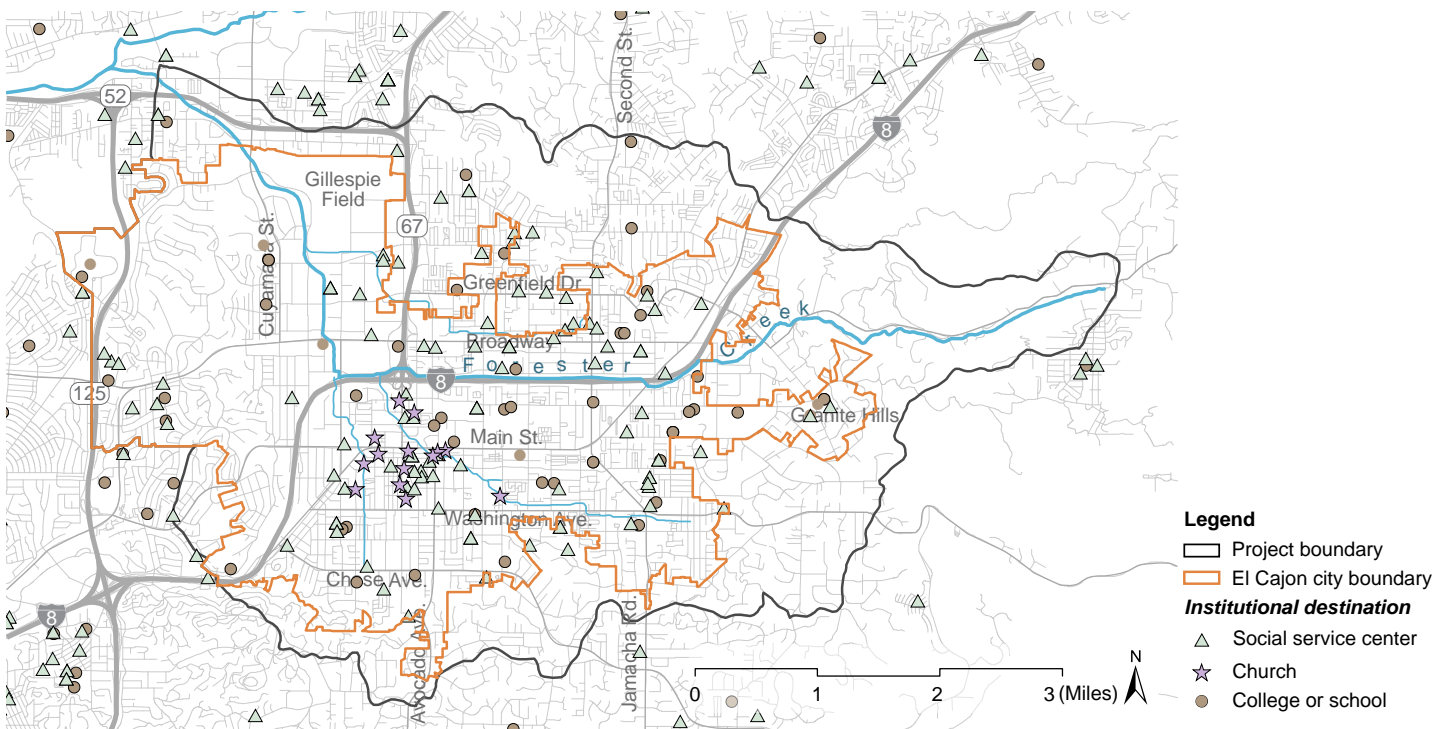 52
Second St.
8
Gillespie
Field
67
Cuyamaca St.
Greenfield Dr
Broadway
Forester Creek
8
125
Granite Hills
Main St.
Washington Ave.
Chase Ave.
8
Avocado Ave.
Jamacha Rd.
N
0 1 2 3 (Miles)
Legend
Project boundary
El Cajon city boundary
Institutional destination
Social service center
Church
College or school